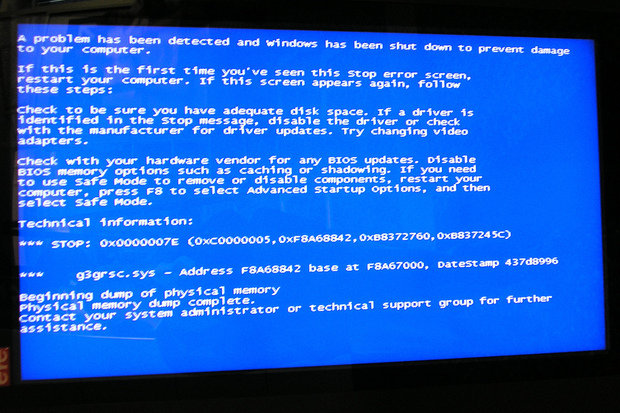 A problem has been detected and Windows has been shut down to prevent damage
to your computer.
If this is the first time you've seen this Stop error screen,
restart your computer. If this screen appears again, follow
these steps:
Check to be sure you have adequate disk space. If a driver is
identified in the Stop message, disable the driver or check
with the manufacturer for driver updates. Try changing video
adapters.
Check with your hardware vendor for any BIOS updates. Disable
BIOS memory options such as caching or shadowing. If you need
to use Safe Mode to remove or disable components, restart your
computer, press F8 to select Advanced Startup Options, and then
select Safe Mode.
Technical information:
*** STOP: 0x0000007E (0xC0000005,0xF8A68842,0xB8372760,0xB837245C)
*** g3grsc.sys - Address F8A68842 base at F8A67000, DateStamp 437d8996
Beginning dump of physical memory
Physical memory dump complete.
Contact your system administrator or technical support group for further
assistance.